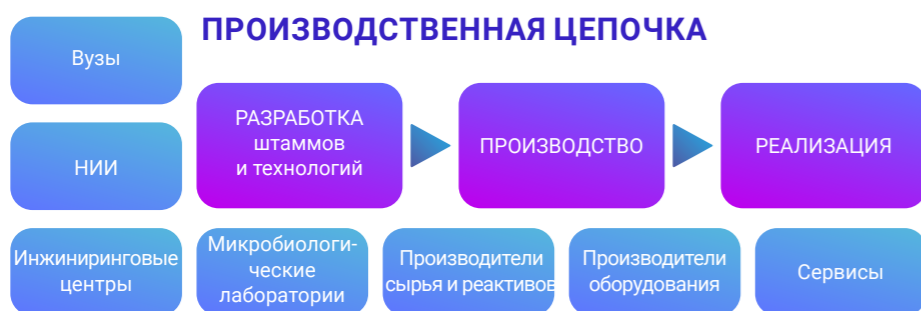 ПРОИЗВОДСТВЕННАЯ ЦЕПОЧКА
Вузы
НИИ
РАЗРАБОТКА
штаммов
и технологий
ПРОИЗВОДСТВО
РЕАЛИЗАЦИЯ
Инжиниринговые
центры
Микробиологи-
ческие
лаборатории
Производители
сырья и реактивов
Производители
оборудования
Сервисы